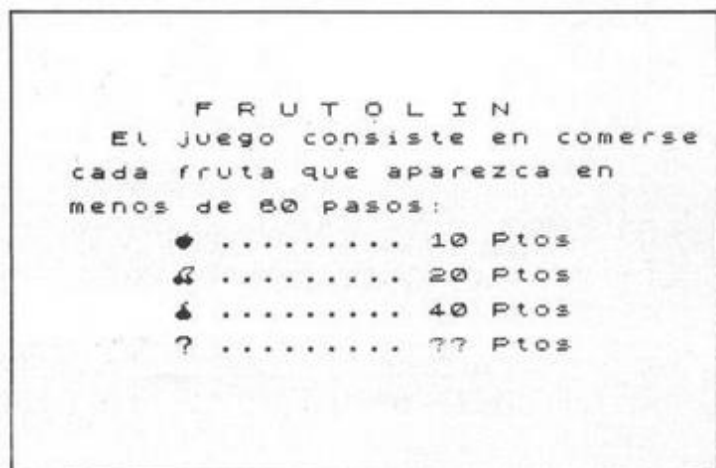 F R U T O L I N
El juego consiste en comerse
cada fruta que aparezca en
menos de 60 pasos:
......... 10 Ptos
......... 20 Ptos
......... 40 Ptos
? ......... ?? Ptos